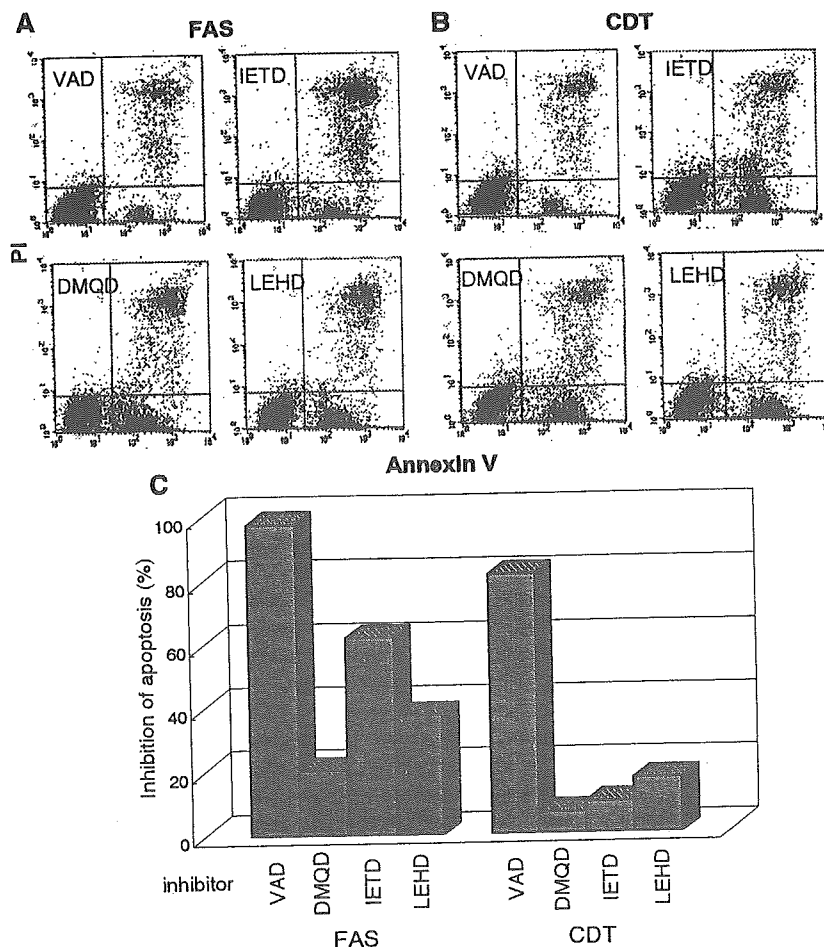 A FAS B CDT
VAD IETD VAD IETD
PI
DMQD LEHD DMQD LEHD
Annexin V
C
Inhibition of apoptosis (%)
100
80
60
40
20
0
inhibitor VAD DMQD IETD LEHD VAD DMQD IETD LEHD
FAS CDT